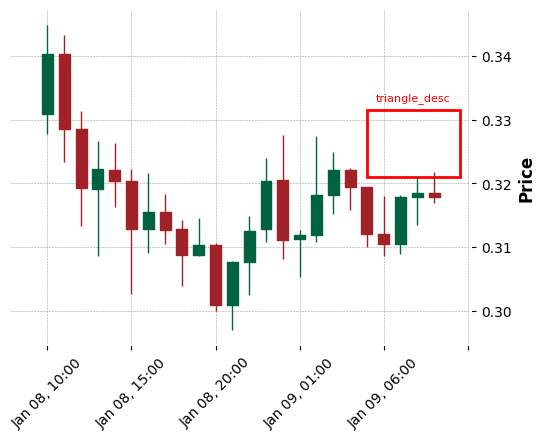 triangle_desc
0.34
0.33
0.32
0.31
0.30
Price
Jan 08, 10:00
Jan 08, 15:00
Jan 08, 20:00
Jan 09, 01:00
Jan 09, 06:00